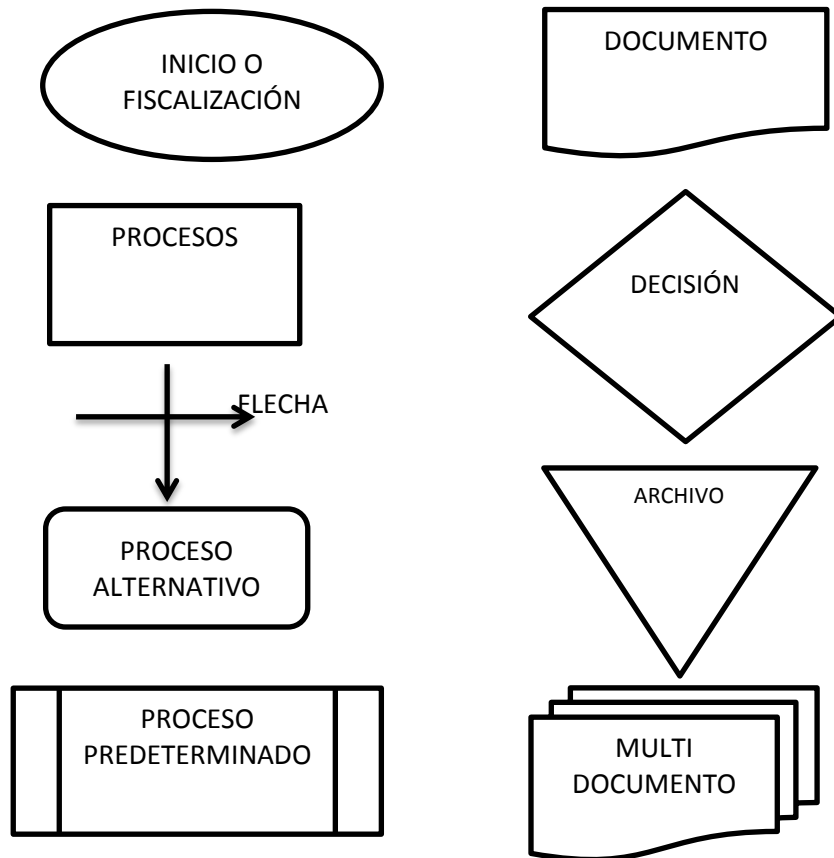 INICIO O
FISCALIZACIÓN
DOCUMENTO
PROCESOS
DECISIÓN
FLECHA
ARCHIVO
PROCESO
ALTERNATIVO
PROCESO
PREDETERMINADO
MULTI
DOCUMENTO